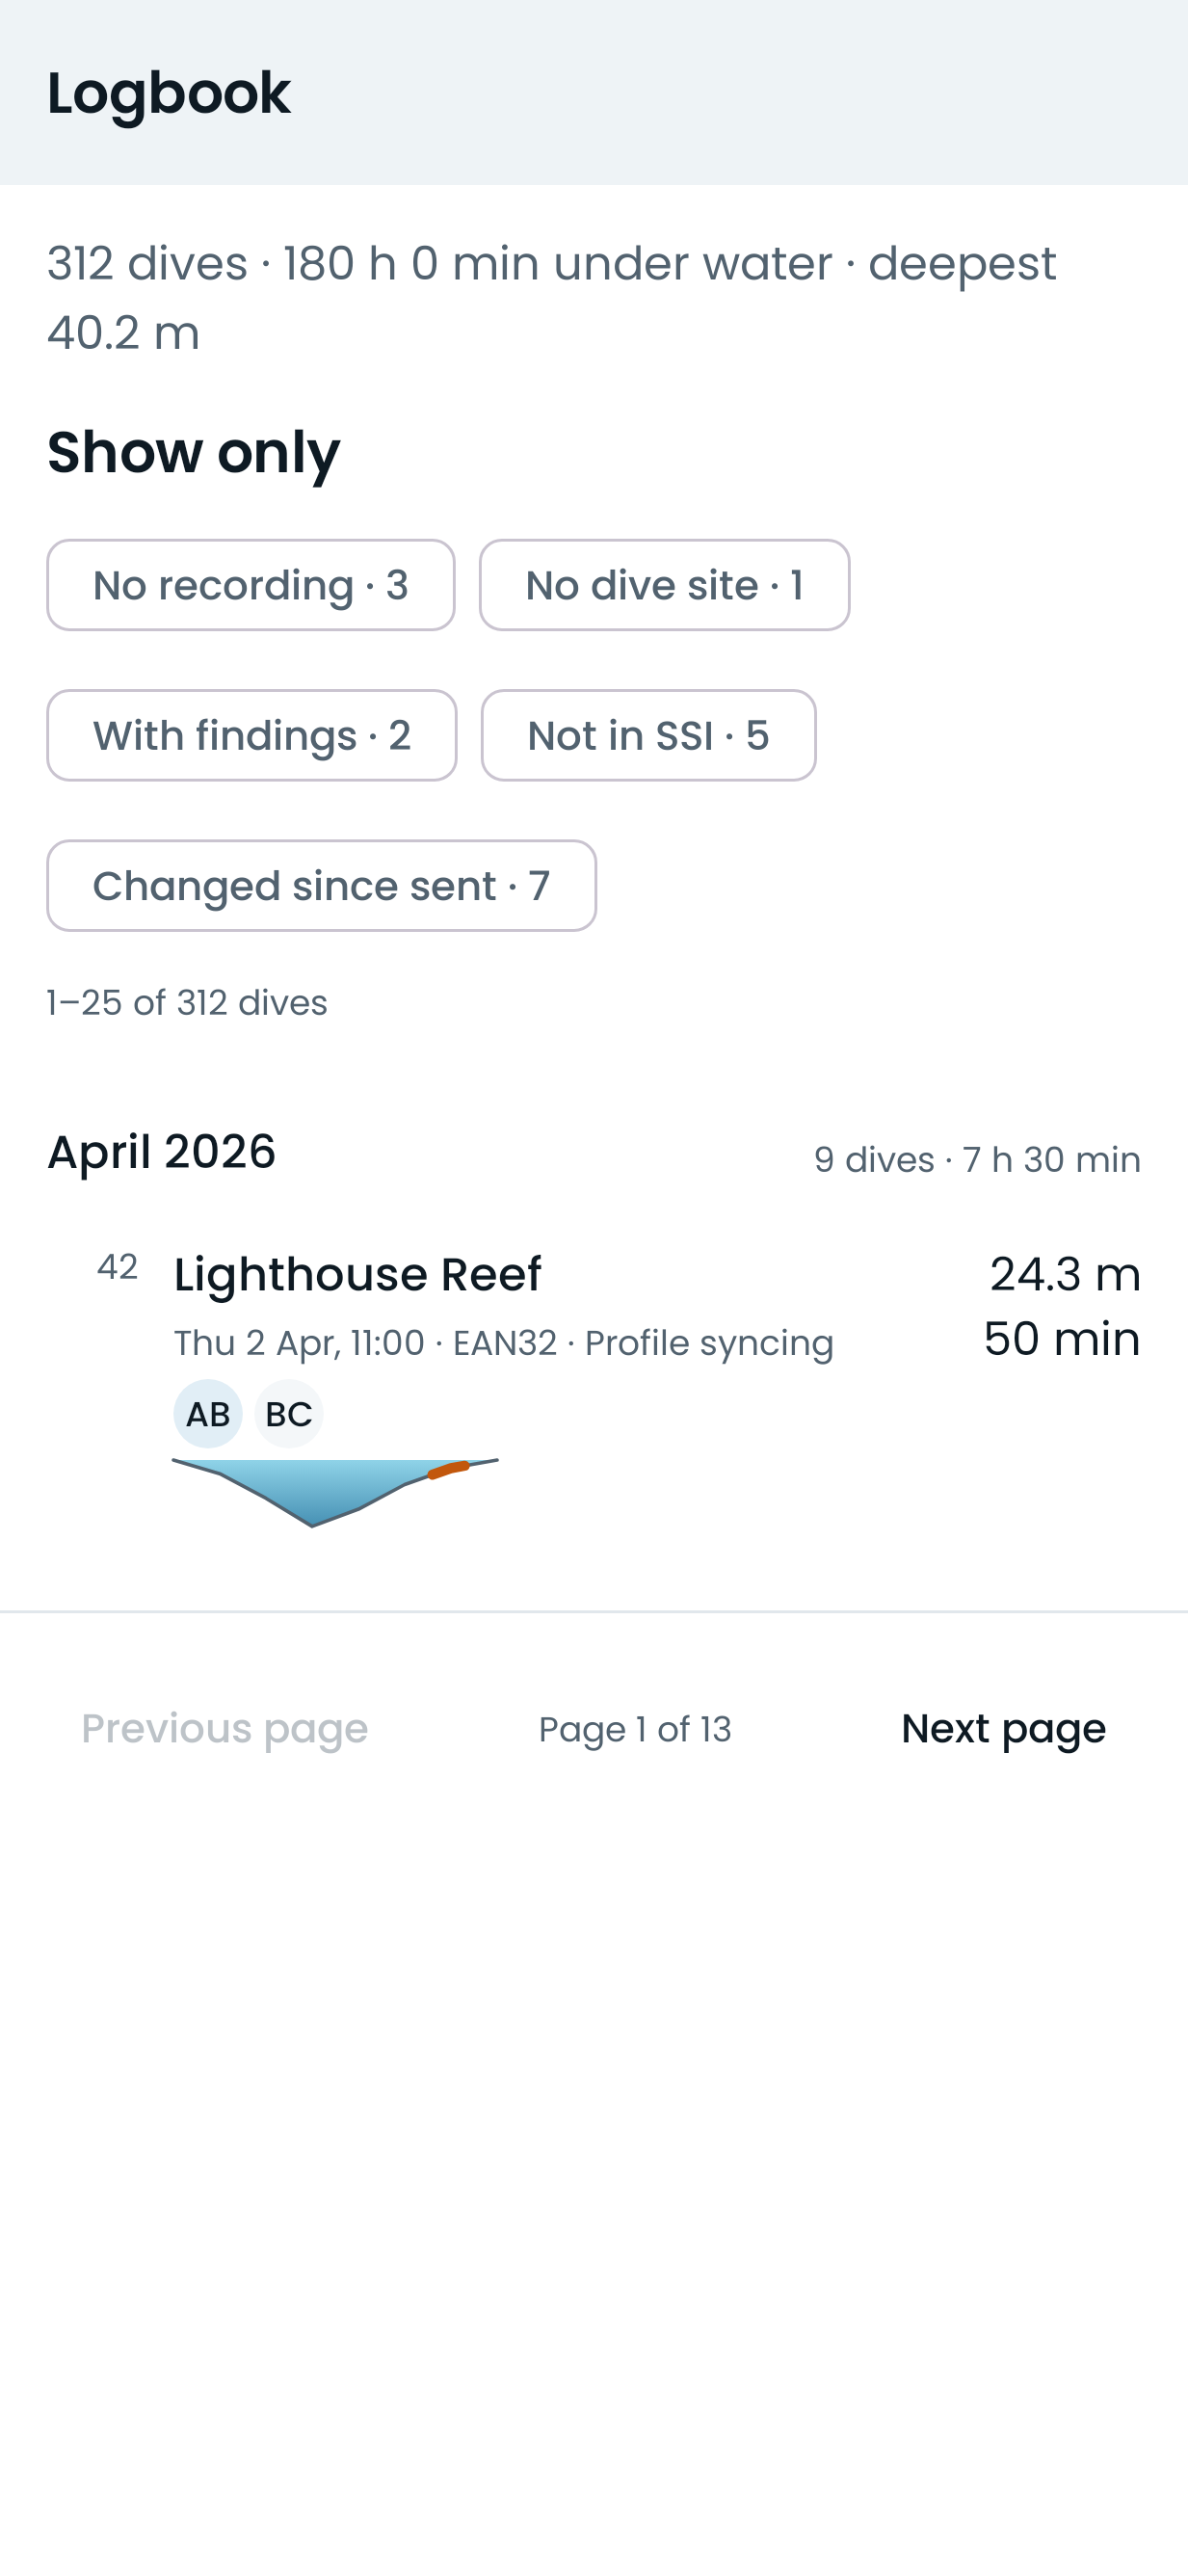 Logbook
312 dives · 180 h 0 min under water · deepest
40.2 m
Show only
No recording · 3
No dive site · 1
With findings · 2
Not in SSI · 5
Changed since sent · 7
1–25 of 312 dives
April 2026
9 dives · 7 h 30 min
42
Lighthouse Reef
24.3 m
Thu 2 Apr, 11:00 · EAN32 · Profile syncing
50 min
AB BC
Previous page
Page 1 of 13
Next page